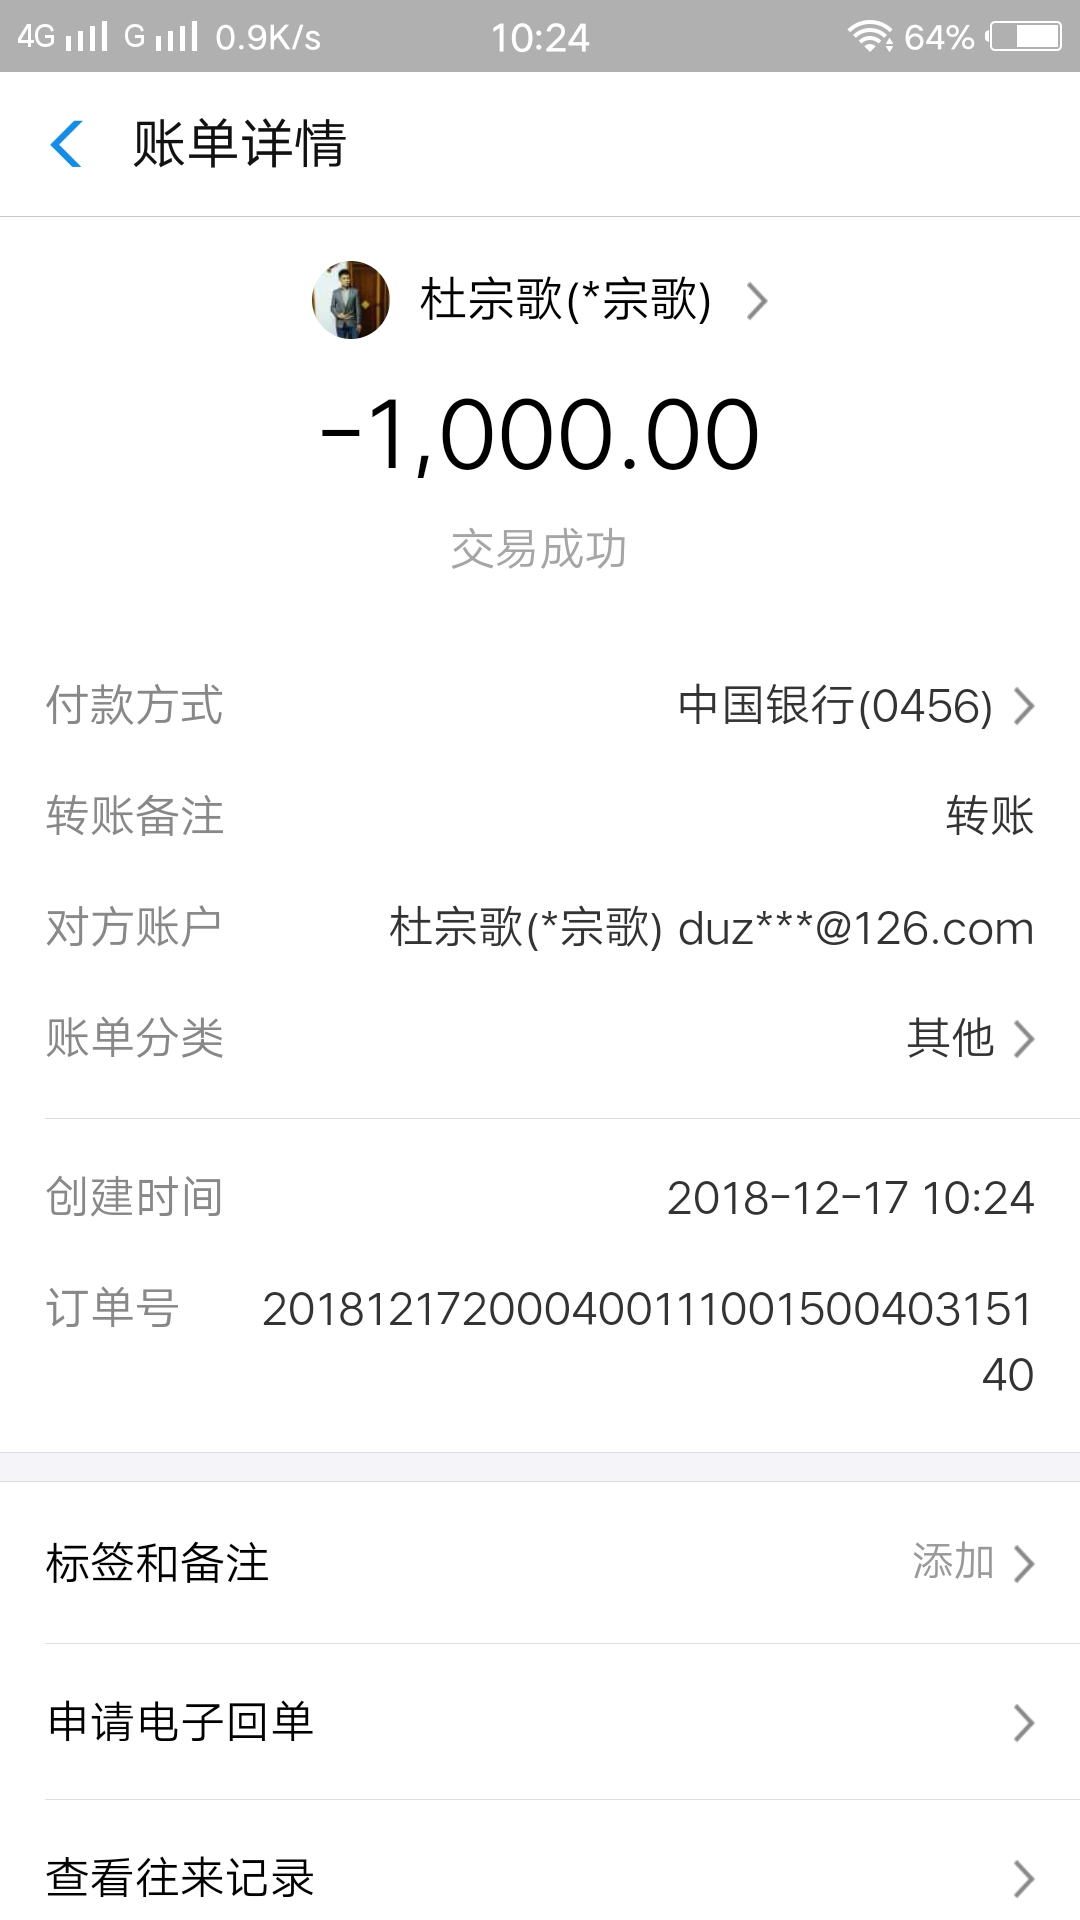 4G G 0.9K/s 10:24 64%
账单详情
杜宗歌(*宗歌)
-1,000.00
交易成功
付款方式 中国银行(0456)
转账备注 转账
对方账户 杜宗歌(*宗歌) duz***@126.com
账单分类 其他
创建时间 2018-12-17 10:24
订单号 201812172000400111001500403151
40
标签和备注 添加
申请电子回单
查看往来记录